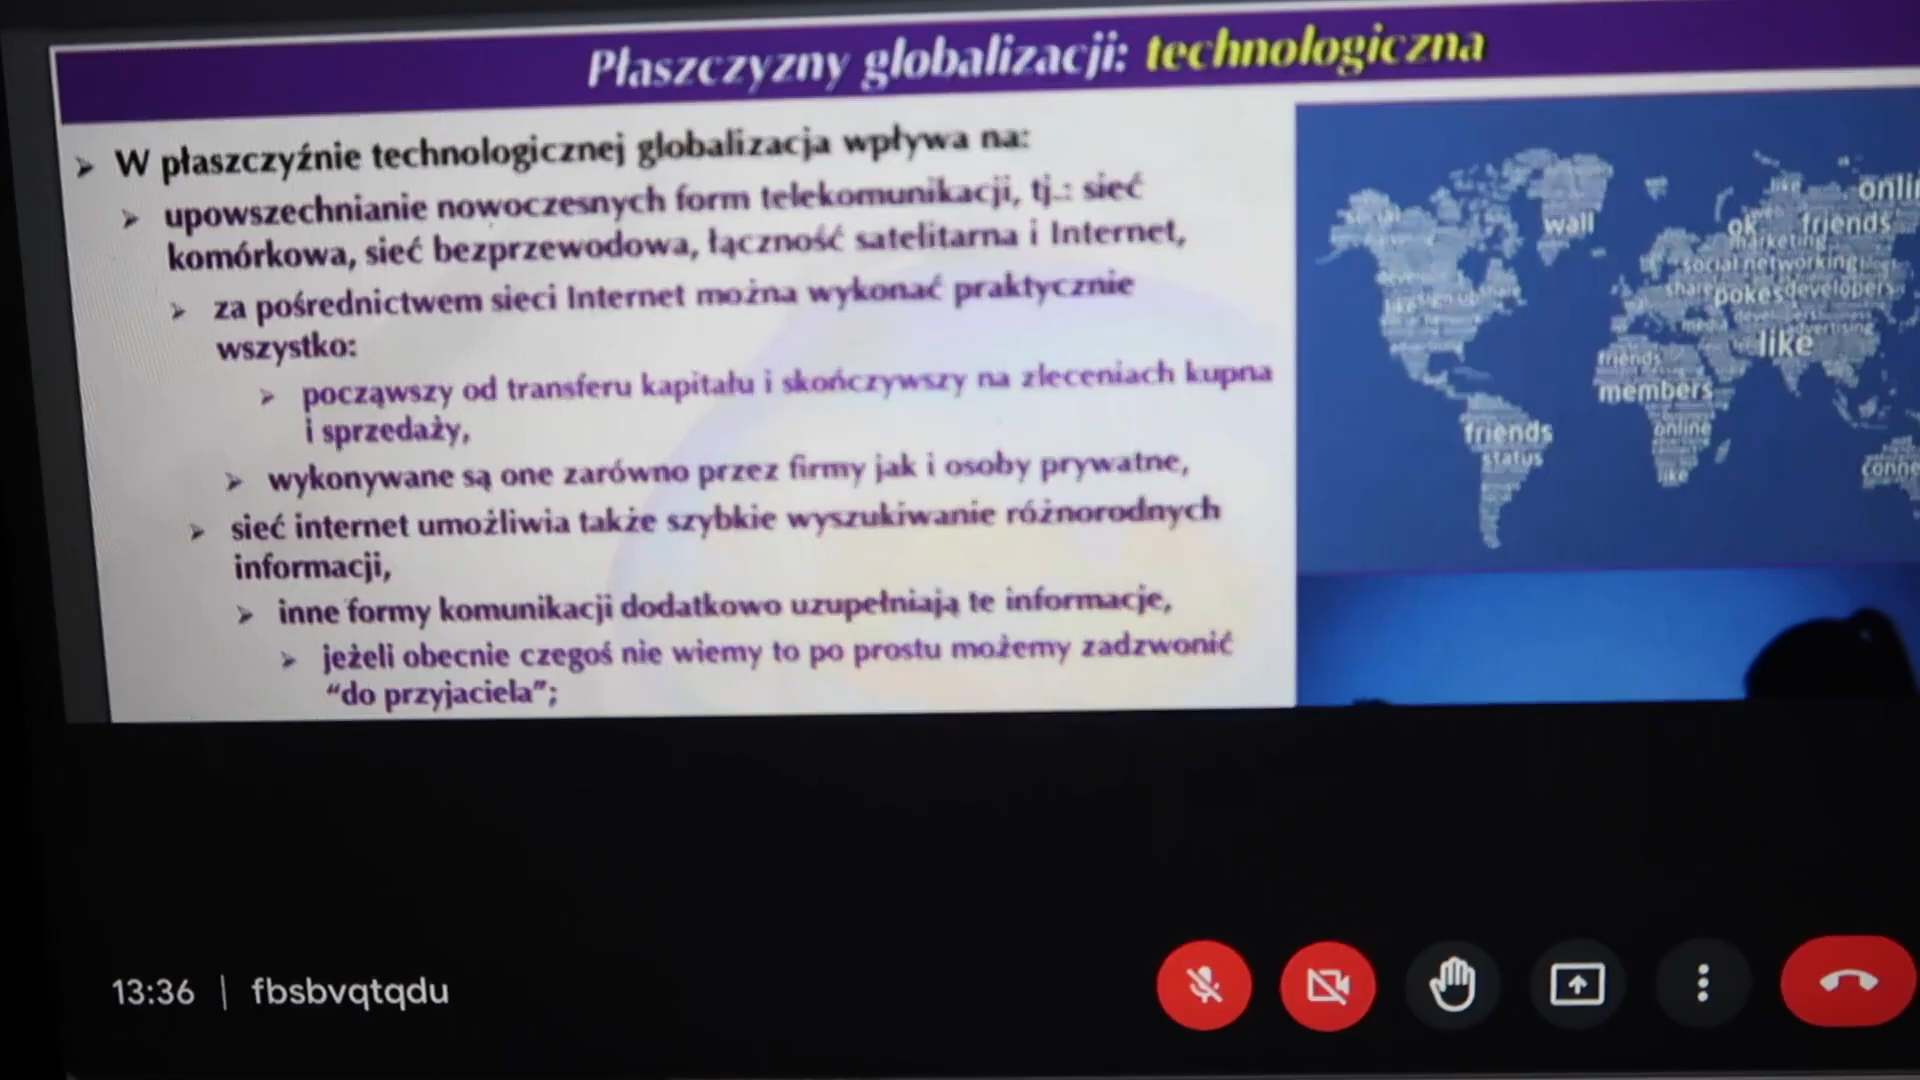 Płaszczyzny globalizacji: technologiczna
W płaszczyźnie technologicznej globalizacja wpływa na:
upowszechnianie nowoczesnych form telekomunikacji, tj.: sieć
komórkowa, sieć bezprzewodowa, łączność satelitarna i Internet,
za pośrednictwem sieci Internet można wykonać praktycznie
wszystko:
począwszy od transferu kapitału i skończywszy na zleceniach kupna
i sprzedaży,
wykonywane są one zarówno przez firmy jak i osoby prywatne,
sieć internet umożliwia także szybkie wyszukiwanie różnorodnych
informacji,
inne formy komunikacji dodatkowo uzupełniają te informacje,
jeżeli obecnie czegoś nie wiemy to po prostu możemy zadzwonić
“do przyjaciela”;
wall
ok friends
marketing
social networking
share pokes developers
advertising
like
friends
members
online
like
friends
status
13:36 | fbsbvqtqdu